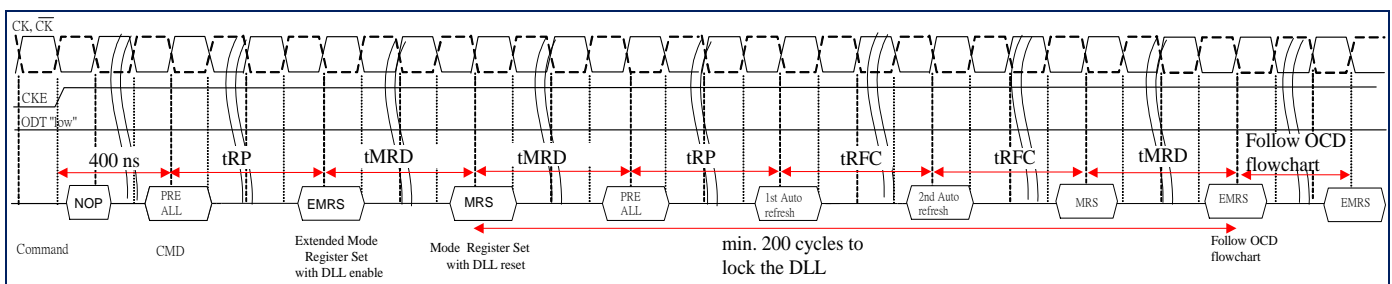 CK, CK
CKE
ODT "low"
400 ns
tRP
tMRD
tMRD
tRP
tRFC
tRFC
tMRD
Follow OCD
flowchart
NOP
PRE
ALL
EMRS
MRS
PRE
ALL
1st Auto
refresh
2nd Auto
refresh
MRS
EMRS
EMRS
Command
CMD
Extended Mode
Register Set
with DLL enable
Mode Register Set
with DLL reset
min. 200 cycles to
lock the DLL
Follow OCD
flowchart